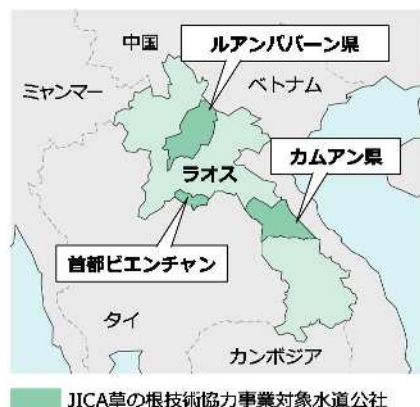 中国
ルアンパバーン県
ミャンマー
ベトナム
カムアン県
ラオス
首都ビエンチャン
タイ
カンボジア
JICA草の根技術協力事業対象水道公社